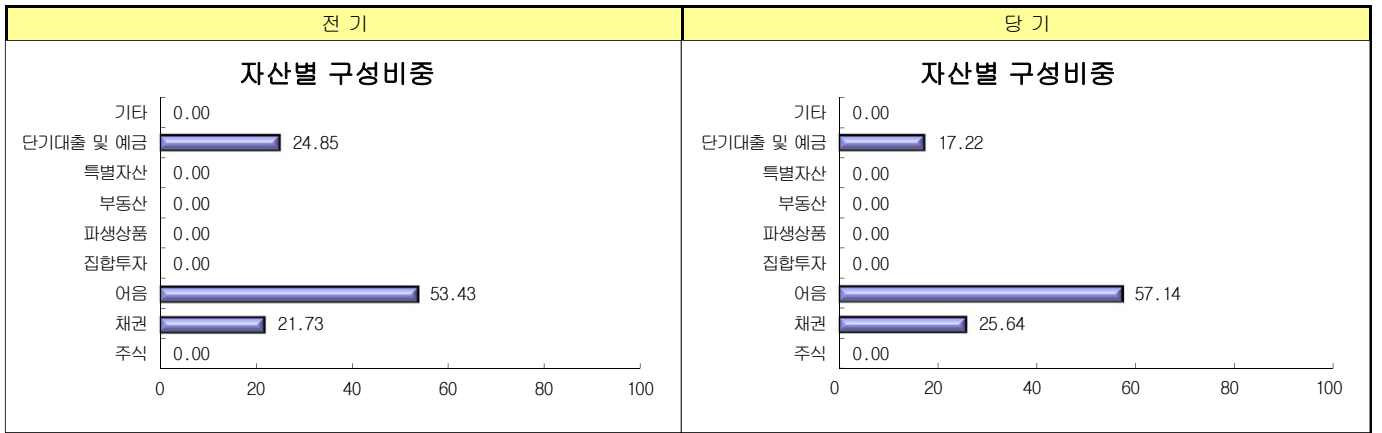 전 기
당 기
자산별 구성비중
기타 0.00
단기대출 및 예금 24.85
특별자산 0.00
부동산 0.00
파생상품 0.00
집합투자 0.00
어음 53.43
채권 21.73
주식 0.00
0 20 40 60 80 100
자산별 구성비중
기타 0.00
단기대출 및 예금 17.22
특별자산 0.00
부동산 0.00
파생상품 0.00
집합투자 0.00
어음 57.14
채권 25.64
주식 0.00
0 20 40 60 80 100